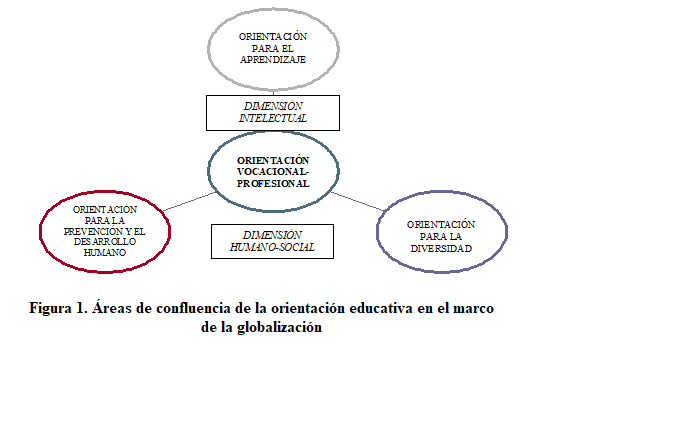 ORIENTACIÓN
PARA EL
APRENDIZAJE
DIMENSIÓN
INTELECTUAL
ORIENTACIÓN
VOCACIONAL-
PROFESIONAL
ORIENTACION
PARA LA
PREVENCIÓN Y EL
DESARROLLO
HUMANO
DIMENSIÓN
HUMANO-SOCIAL
ORIENTACIÓN
PARA LA
DIVERSIDAD
Figura 1. Áreas de confluencia de la orientación educativa en el marco
de la globalización